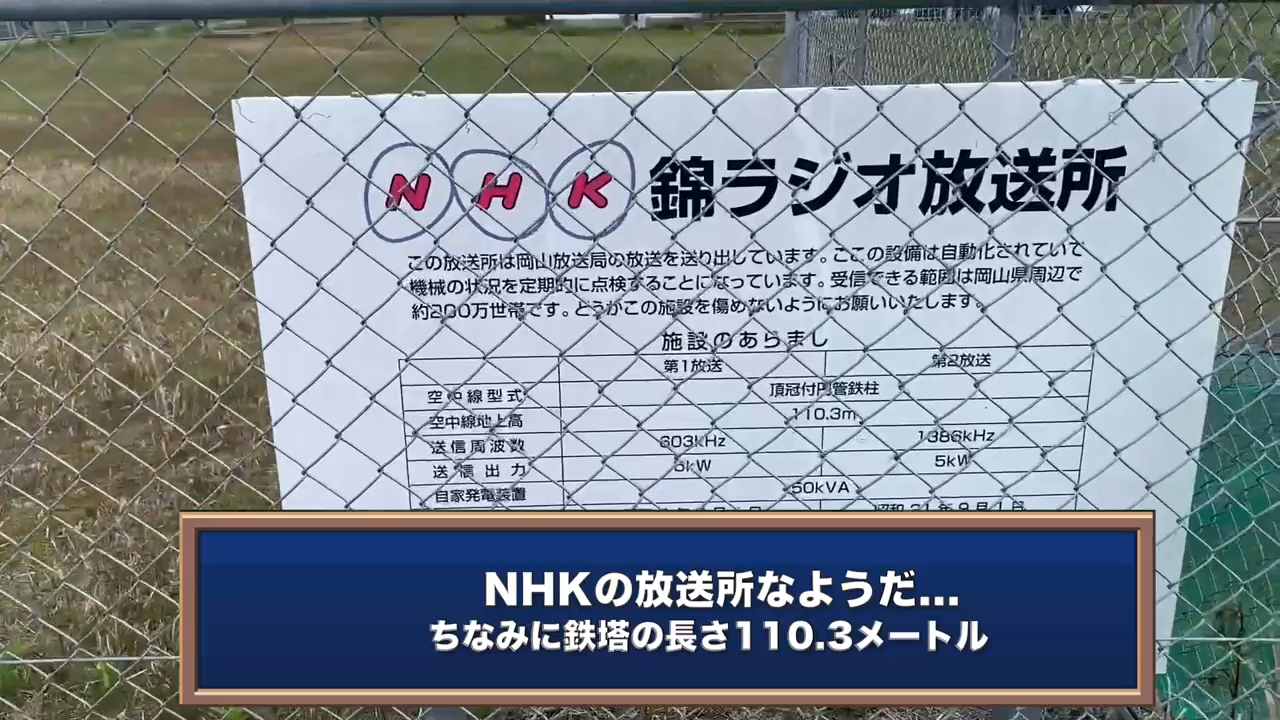 NHK 錦ラジオ放送所
この放送所は岡山放送局の放送を送り出しています。ここの設備は自動化されていて
機械の状況を定期的に点検することになっています。受信できる範囲は岡山県周辺で
約200万世帯です。どうかこの施設を傷めないようにお願いいたします。
施設のあらまし
第1放送 第2放送
空中線型式 頂冠付円管鉄柱
空中線地上高 110.3m
送信周波数 603kHz 1386kHz
送信出力 5kW 5kW
自家発電装置 50kVA
昭和21年9月1日
NHKの放送所なようだ...
ちなみに鉄塔の長さ110.3メートル